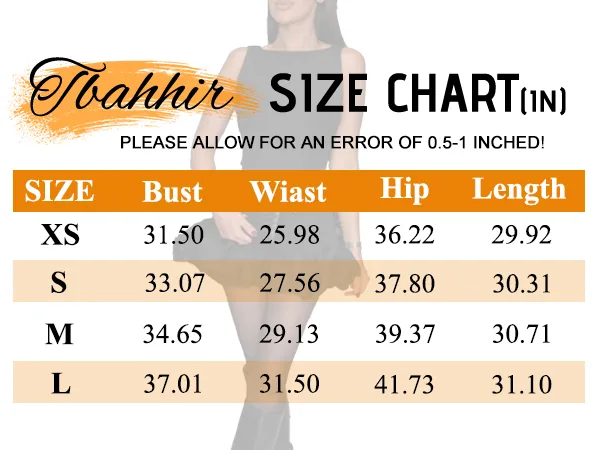 Tbahhir SIZE CHART(IN)
PLEASE ALLOW FOR AN ERROR OF 0.5-1 INCHED!
SIZE Bust Wiast Hip Length
XS 31.50 25.98 36.22 29.92
S 33.07 27.56 37.80 30.31
M 34.65 29.13 39.37 30.71
L 37.01 31.50 41.73 31.10